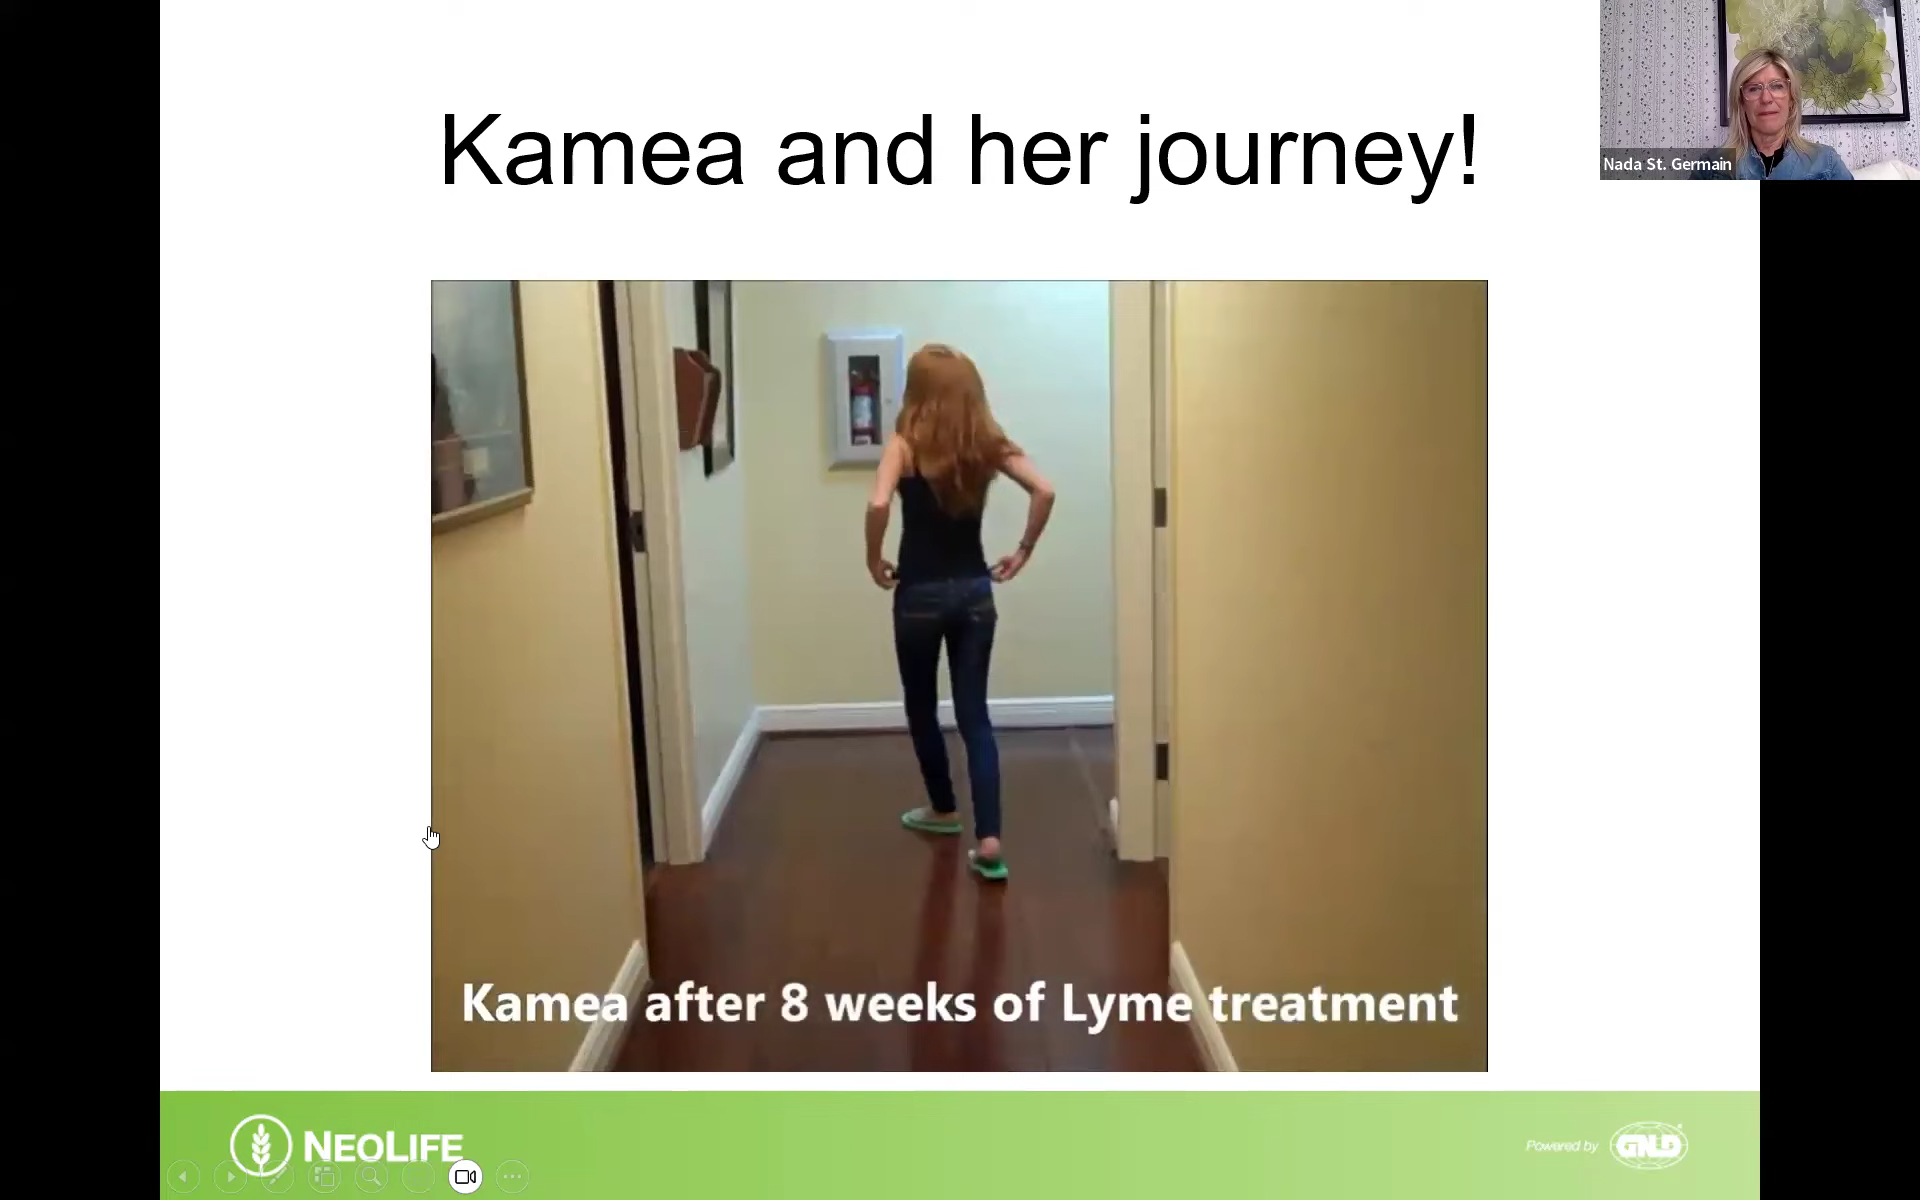 Kamea and her journey!
Nada St. Germain
Kamea after 8 weeks of Lyme treatment
NEOLIFE
Powered by GNLD